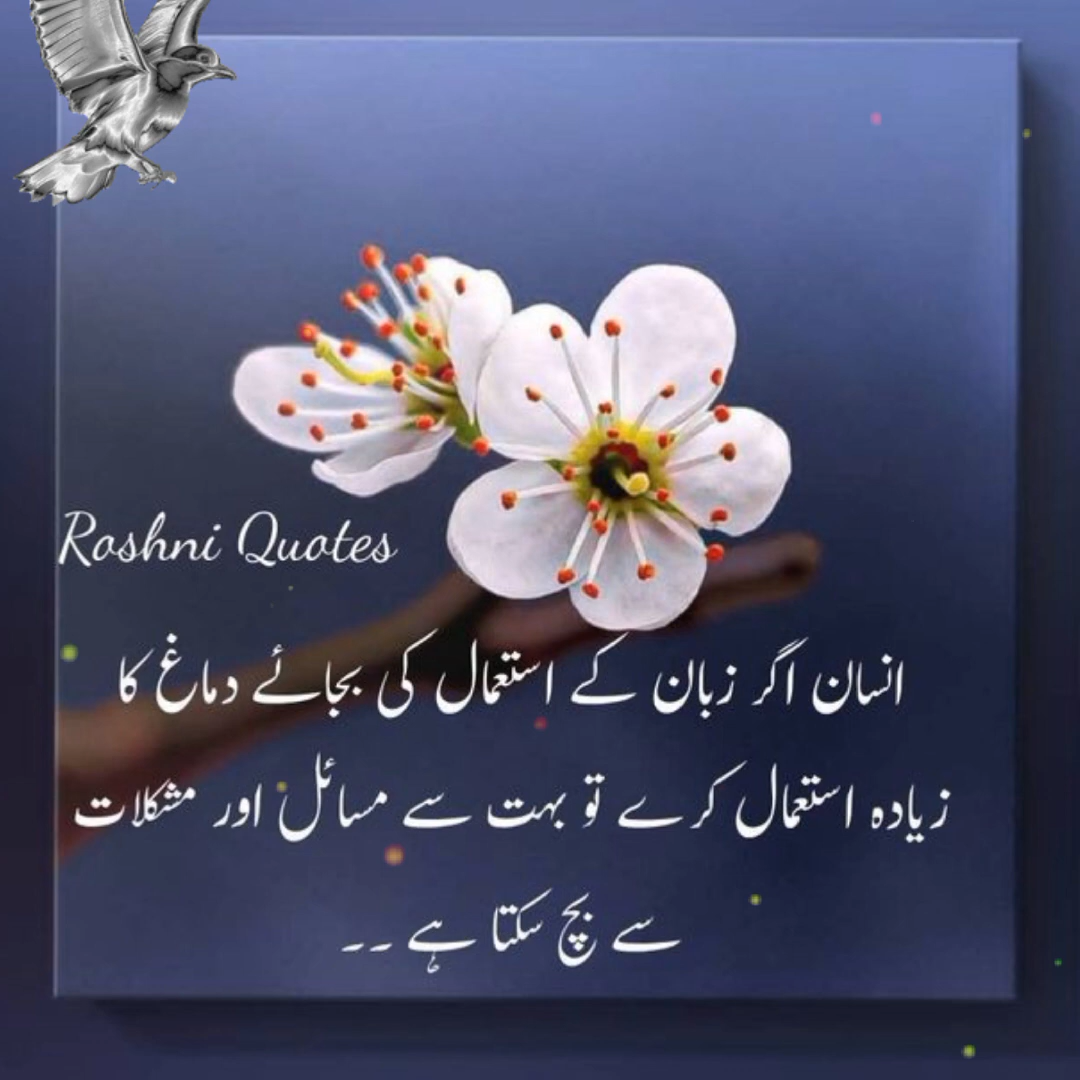 Roshni Quotes
انسان اگر زبان کے استعمال کی بجائے دماغ کا
زیادہ استعمال کرے تو بہت سے مسائل اور مشکلات
سے بچ سکتا ہے ۔۔